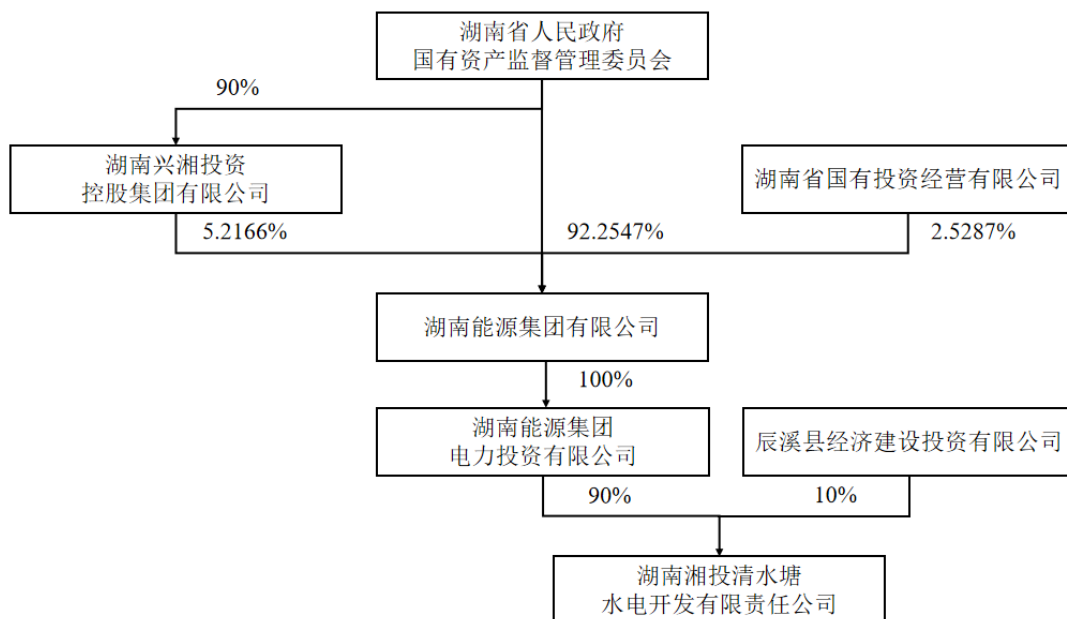 湖南省人民政府
国有资产监督管理委员会
90%
湖南兴湘投资
控股集团有限公司
湖南省国有投资经营有限公司
5.2166%
92.2547%
2.5287%
湖南能源集团有限公司
100%
湖南能源集团
电力投资有限公司
辰溪县经济建设投资有限公司
90%
10%
湖南湘投清水塘
水电开发有限责任公司